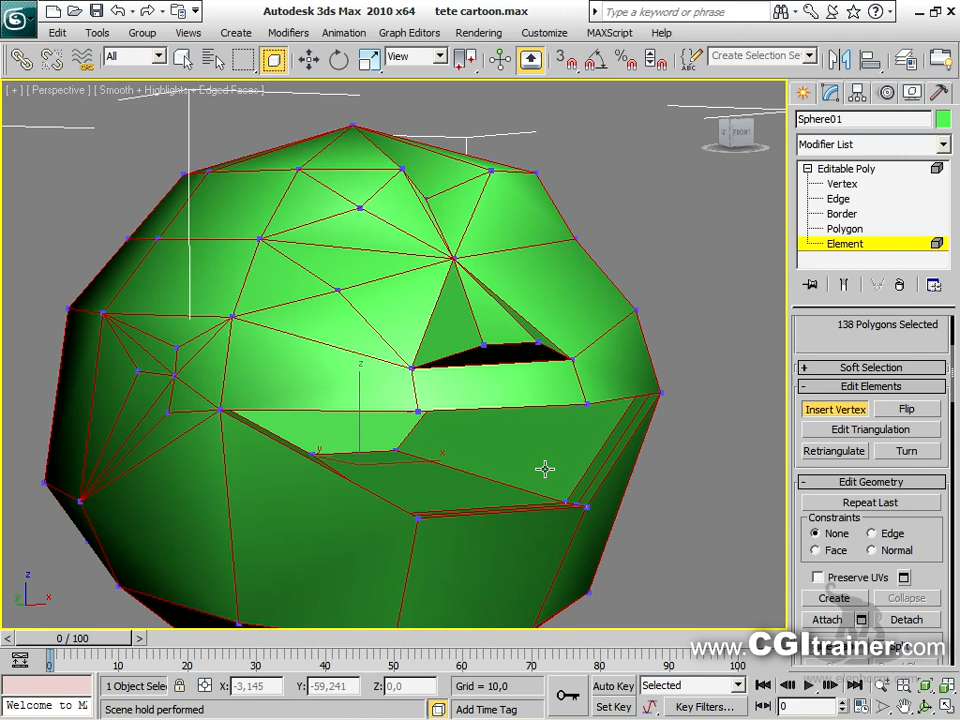 Autodesk 3ds Max 2010 x64 tete cartoon.max
Type a keyword or phrase
Edit Tools Group Views Create Modifiers Animation Graph Editors Rendering Customize MAXScript Help
All
View
Create Selection Se
[ + ] [ Perspective ] [ Smooth + Highlights + Edged Faces ]
FRONT
Sphere01
Modifier List
Editable Poly
Vertex
Edge
Border
Polygon
Element
138 Polygons Selected
+ Soft Selection
- Edit Elements
Insert Vertex Flip
Edit Triangulation
Retriangulate Turn
- Edit Geometry
Repeat Last
Constraints
None Edge
Face Normal
Preserve UVs
Create Collapse
Attach Detach
z
y
x
z
y x
www.CGItrainer.com
< 0 / 100 >
0 10 20 30 40 50 60 70 80 90 100
1 Object Sele X: -3,145 Y: -59,241 Z: 0,0 Grid = 10,0 Auto Key Selected
Welcome to M Scene hold performed Add Time Tag Set Key Key Filters... 0